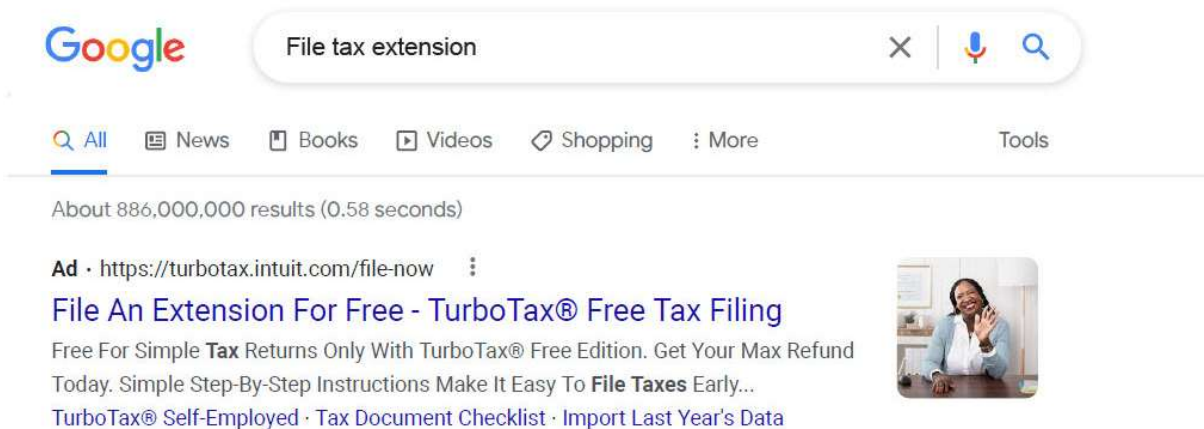 Google
File tax extension
All News Books Videos Shopping More Tools
About 886,000,000 results (0.58 seconds)
Ad · https://turbotax.intuit.com/file-now
File An Extension For Free - TurboTax® Free Tax Filing
Free For Simple Tax Returns Only With TurboTax® Free Edition. Get Your Max Refund
Today. Simple Step-By-Step Instructions Make It Easy To File Taxes Early...
TurboTax® Self-Employed · Tax Document Checklist · Import Last Year's Data